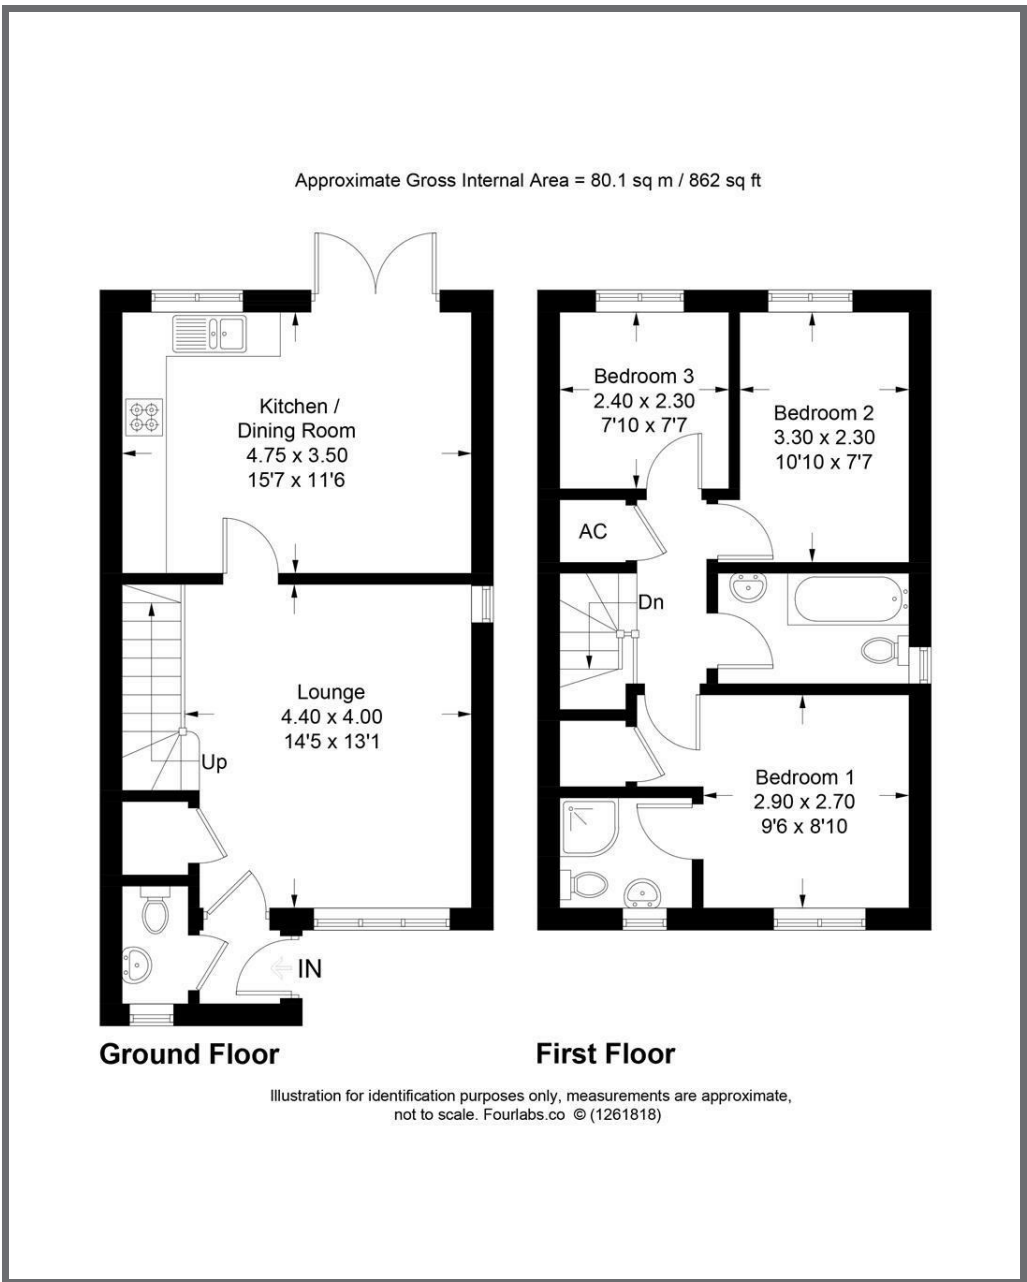 Approximate Gross Internal Area = 80.1 sq m / 862 sq ft
Kitchen /
Dining Room
4.75 x 3.50
15'7 x 11'6
Lounge
4.40 x 4.00
14'5 x 13'1
Up
IN
Ground Floor
Bedroom 3
2.40 x 2.30
7'10 x 7'7
Bedroom 2
3.30 x 2.30
10'10 x 7'7
AC
Dn
Bedroom 1
2.90 x 2.70
9'6 x 8'10
First Floor
Illustration for identification purposes only, measurements are approximate,
not to scale. Fourlabs.co © (1261818)